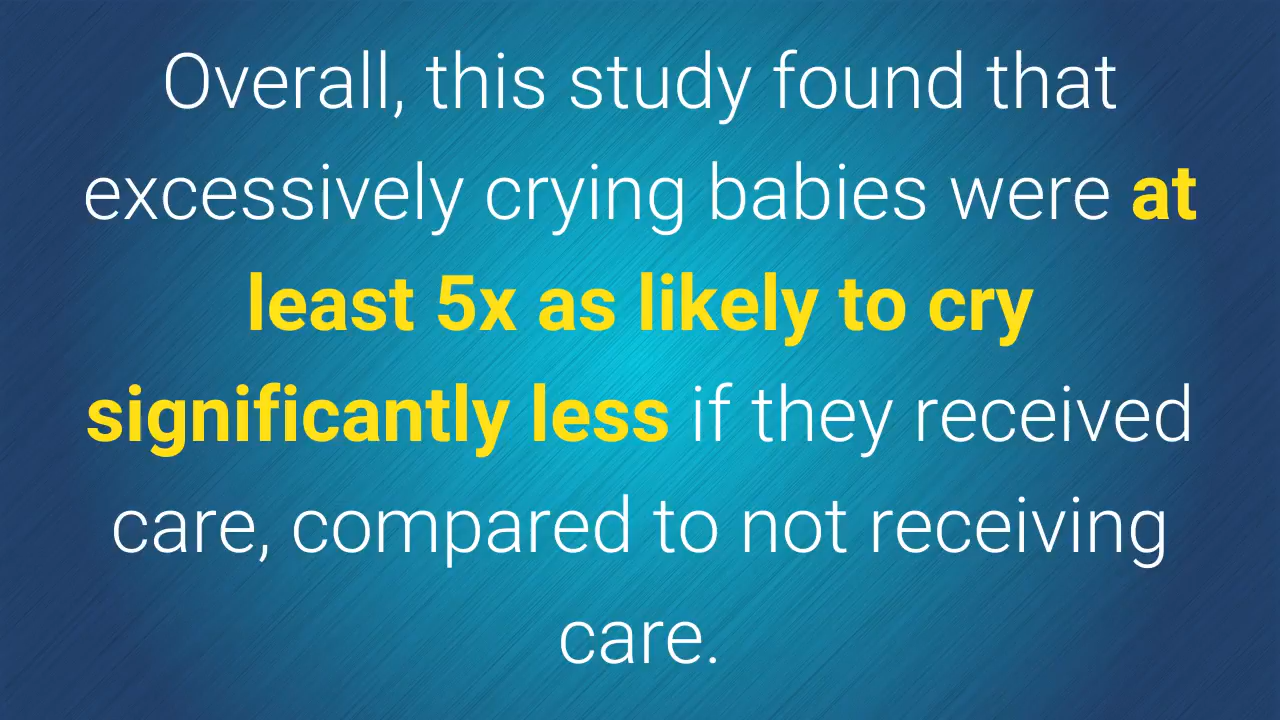 Overall, this study found that
excessively crying babies were at
least 5x as likely to cry
significantly less if they received
care, compared to not receiving
care.